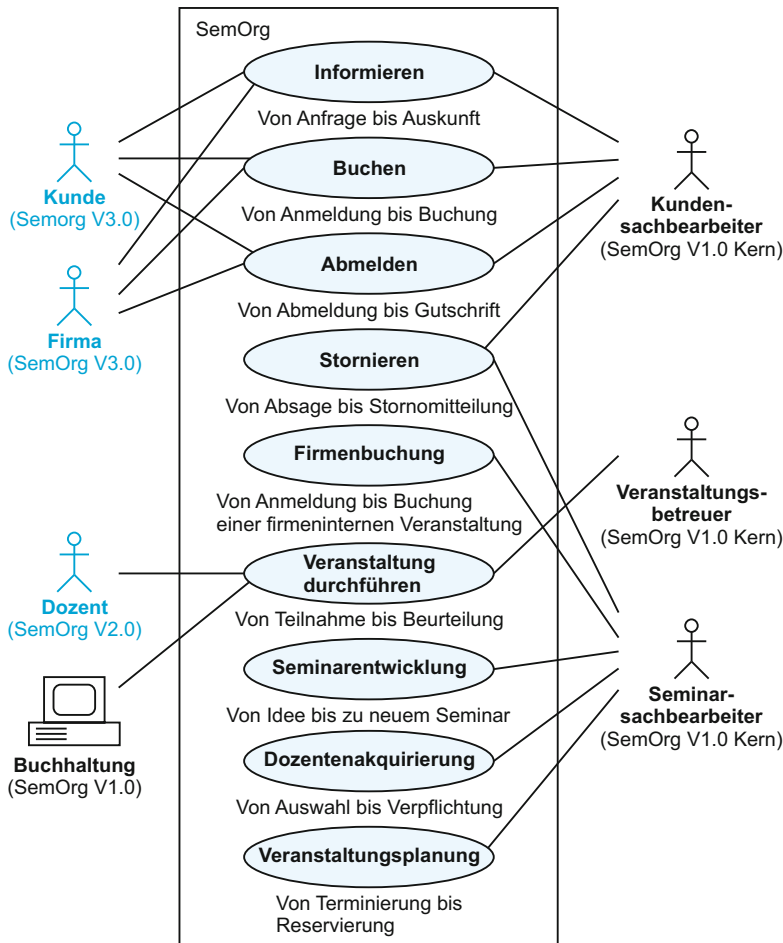 SemOrg
Informieren
Von Anfrage bis Auskunft
Buchen
Von Anmeldung bis Buchung
Abmelden
Von Abmeldung bis Gutschrift
Stornieren
Von Absage bis Stornomitteilung
Firmenbuchung
Von Anmeldung bis Buchung
einer firmeninternen Veranstaltung
Veranstaltung
durchführen
Von Teilnahme bis Beurteilung
Seminarentwicklung
Von Idee bis zu neuem Seminar
Dozentenakquirierung
Von Auswahl bis Verpflichtung
Veranstaltungsplanung
Von Terminierung bis
Reservierung
Kunde
(Semorg V3.0)
Firma
(SemOrg V3.0)
Dozent
(SemOrg V2.0)
Buchhaltung
(SemOrg V1.0)
Kunden-
sachbearbeiter
(SemOrg V1.0 Kern)
Veranstaltungs-
betreuer
(SemOrg V1.0 Kern)
Seminar-
sachbearbeiter
(SemOrg V1.0 Kern)